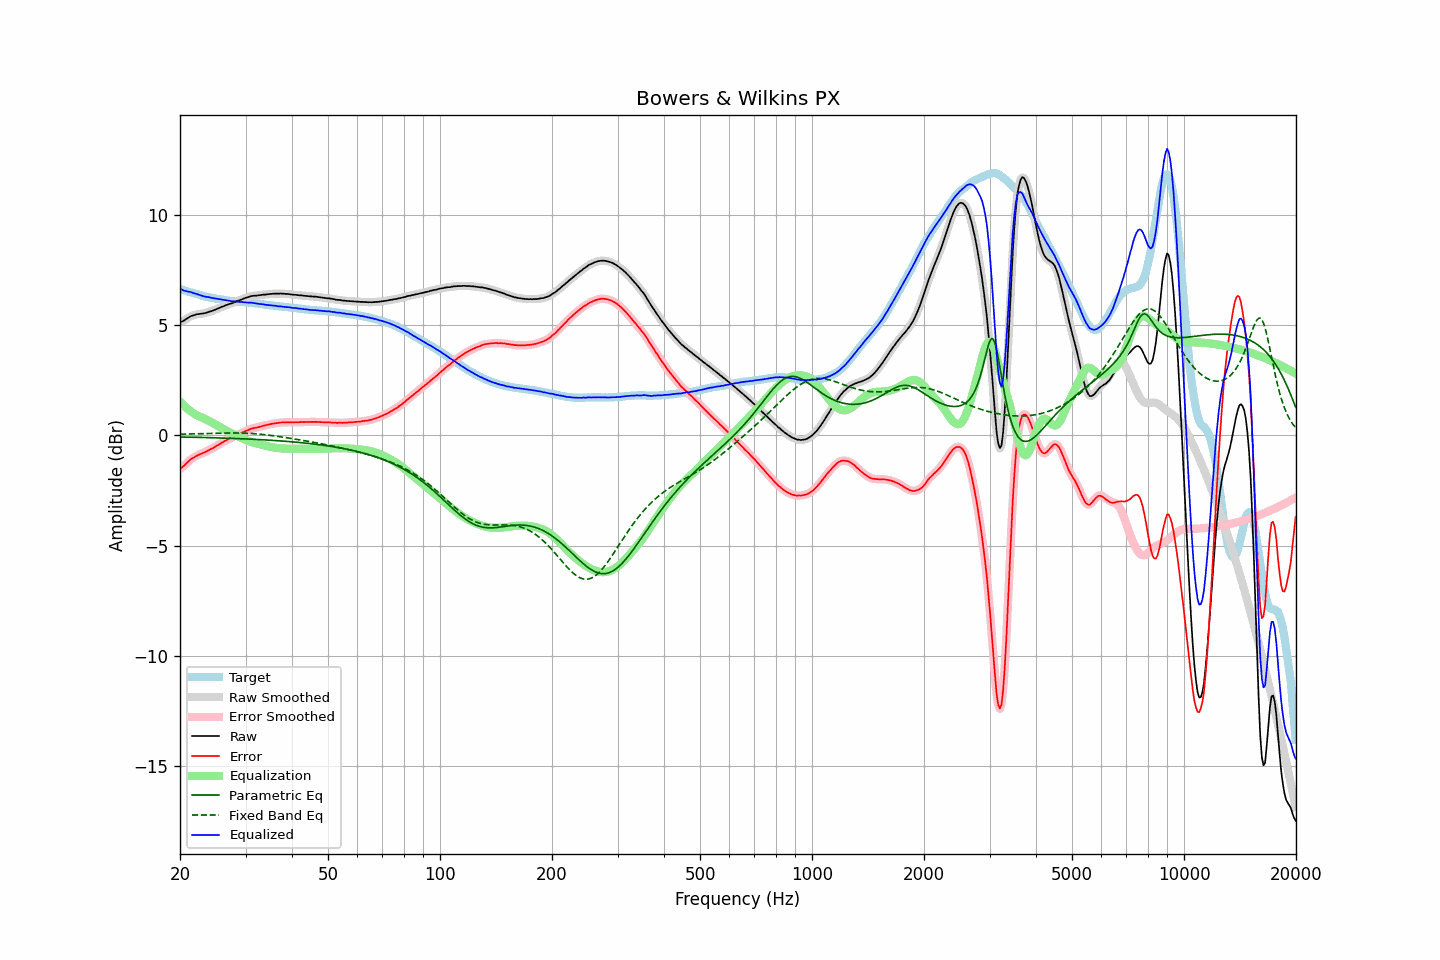 Bowers & Wilkins PX
Amplitude (dBr)
10
5
0
−5
−10
−15
Target
Raw Smoothed
Error Smoothed
Raw
Error
Equalization
Parametric Eq
Fixed Band Eq
Equalized
20 50 100 200 500 1000 2000 5000 10000 20000
Frequency (Hz)